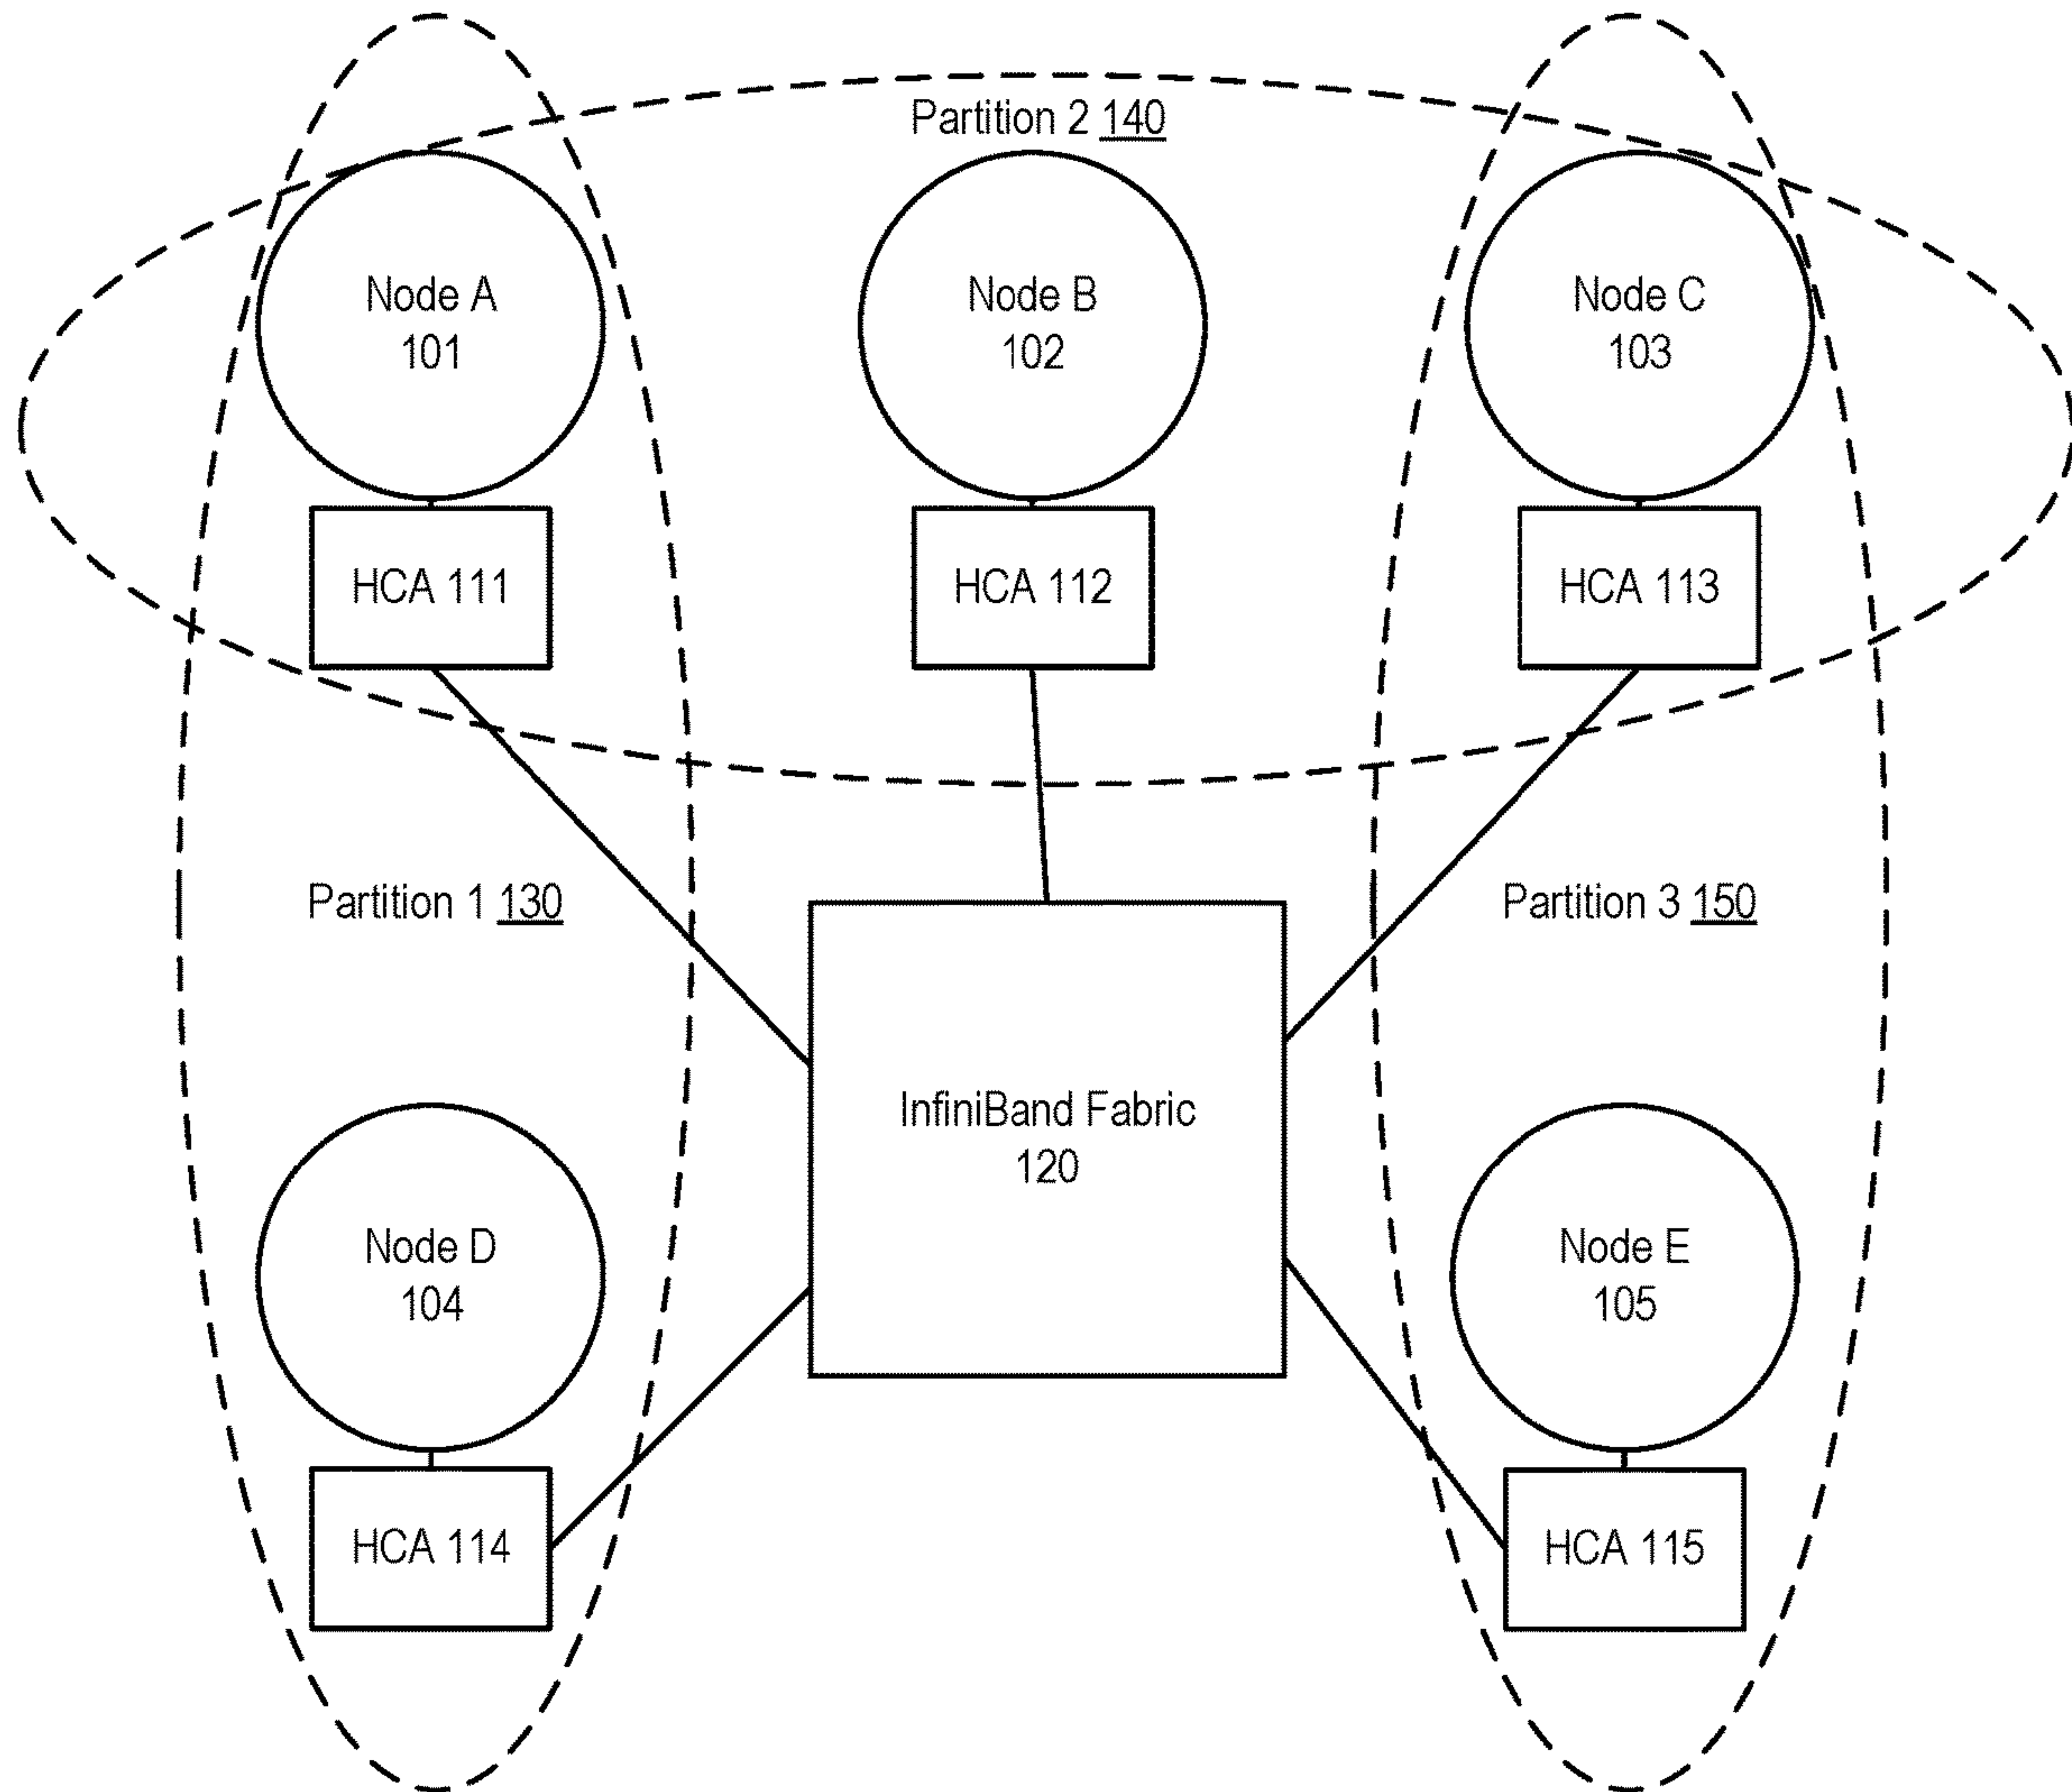 Partition 2 140
Node A
101
Node B
102
Node C
103
HCA 111
HCA 112
HCA 113
Partition 1 130
Partition 3 150
InfiniBand Fabric
120
Node D
104
Node E
105
HCA 114
HCA 115